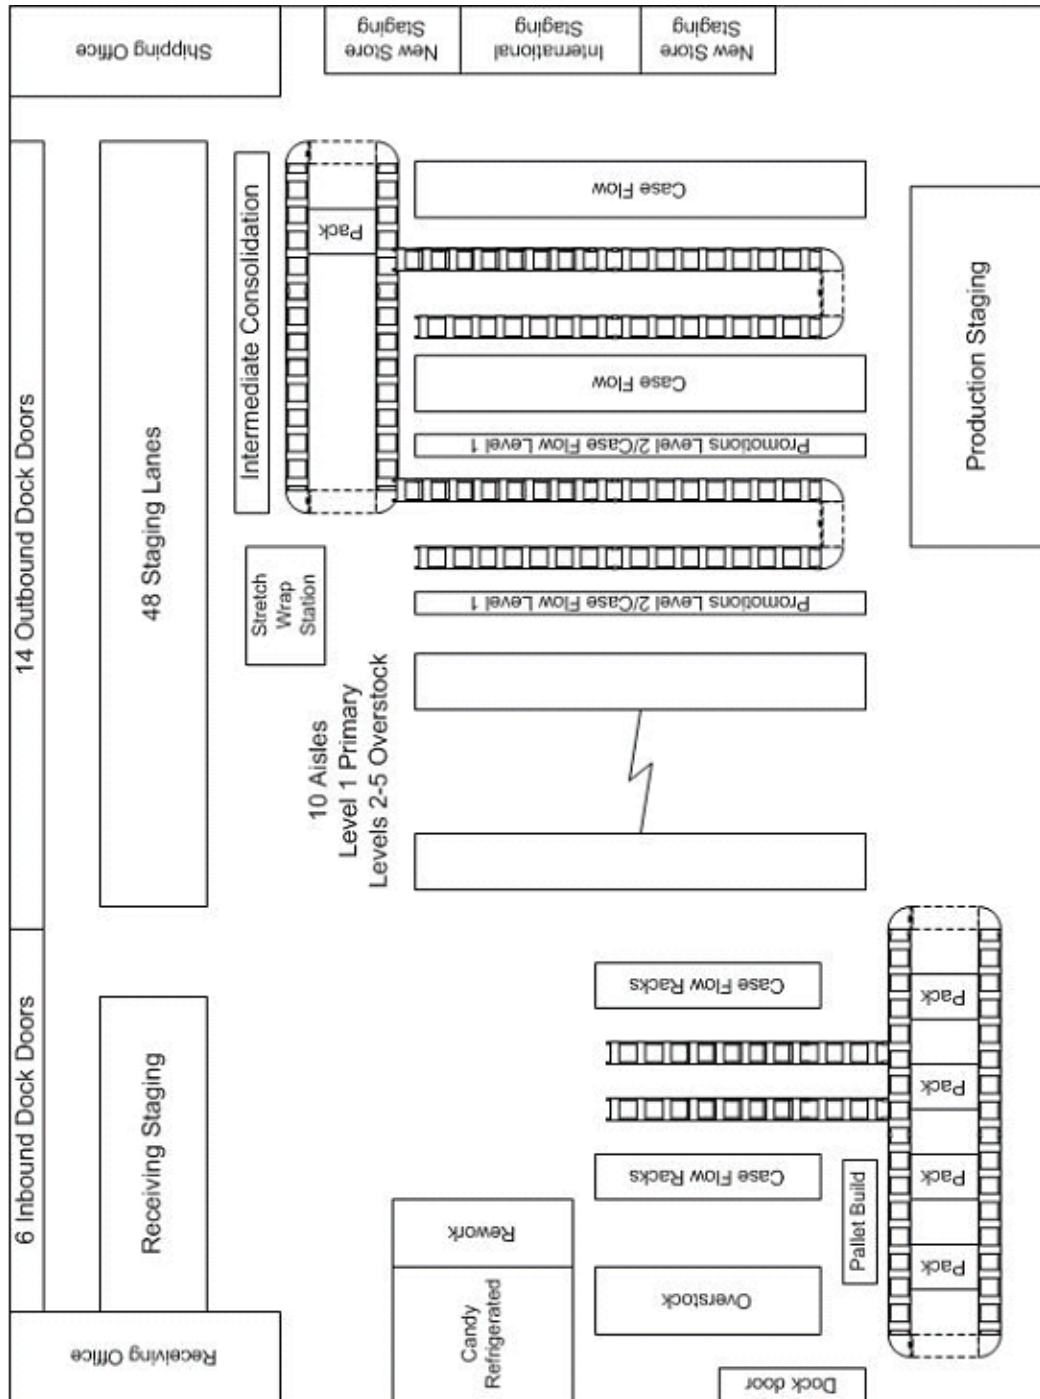 Shipping Office
New Store
Staging
International
Staging
New Store
Staging
14 Outbound Dock Doors
48 Staging Lanes
Intermediate Consolidation
Pack
Case Flow
Production Staging
Case Flow
Promotions Level 2/Case Flow Level 1
Stretch
Wrap
Station
Promotions Level 2/Case Flow Level 1
10 Aisles
Level 1 Primary
Levels 2-5 Overstock
6 Inbound Dock Doors
Receiving Staging
Case Flow Racks
Pack
Pack
Case Flow Racks
Pallet Build
Pack
Pack
Rework
Candy
Refrigerated
Overstock
Receiving Office
Dock door